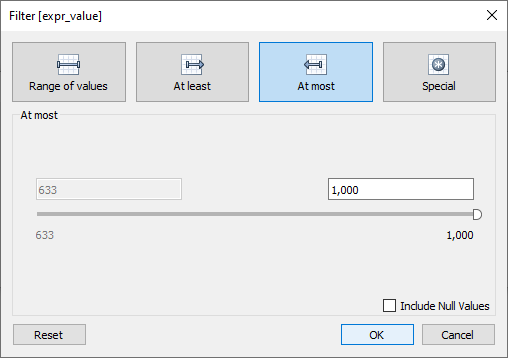 Filter [expr_value]
Range of values
At least
At most
Special
At most
633
1,000
633
1,000
Include Null Values
Reset
OK
Cancel